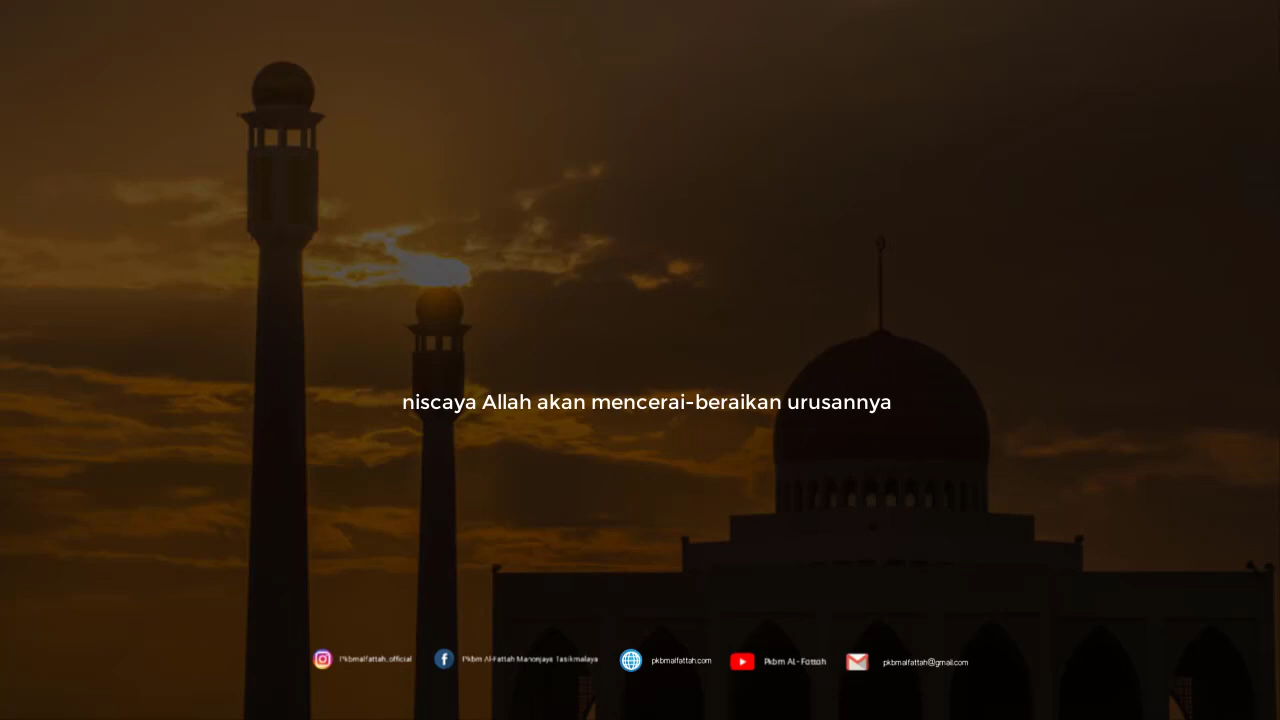 niscaya Allah akan mencerai-beraikan urusannya
Pkbmalfattah_official
Pkbm Al-Fattah Manonjaya Tasikmalaya
pkbmalfattah.com
Pkbm AL-Fattah
pkbmalfattah@gmail.com